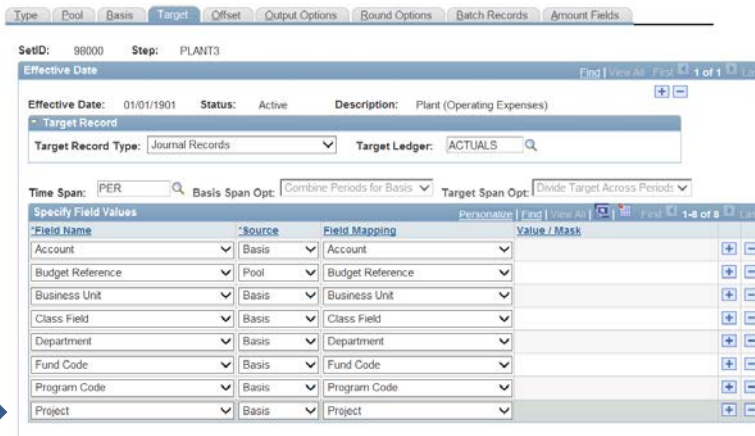 Type Pool Basis Target Offset Output Options Round Options Batch Records Amount Fields
SetID: 98000 Step: PLANT3
Effective Date Find | View All First 1 of 1 Las
Effective Date: 01/01/1901 Status: Active Description: Plant (Operating Expenses)
Target Record
Target Record Type: Journal Records Target Ledger: ACTUALS
Time Span: PER Basis Span Opt: Combine Periods for Basis Target Span Opt: Divide Target Across Periods
Specify Field Values Personalize | Find | View All | First 1-8 of 8 Las
*Field Name *Source Field Mapping Value / Mask
Account Basis Account
Budget Reference Pool Budget Reference
Business Unit Basis Business Unit
Class Field Basis Class Field
Department Basis Department
Fund Code Basis Fund Code
Program Code Basis Program Code
Project Basis Project